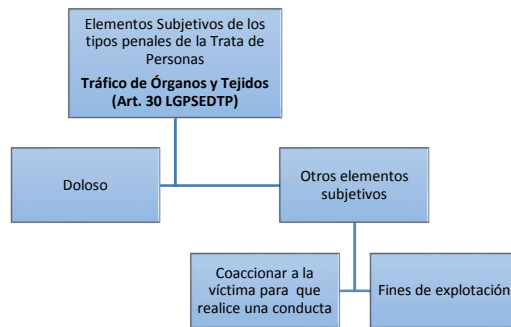 Elementos Subjetivos de los
tipos penales de la Trata de
Personas
Tráfico de Órganos y Tejidos
(Art. 30 LGPSEDTP)
Doloso
Otros elementos
subjetivos
Coaccionar a la
víctima para que
realice una conducta
Fines de explotación